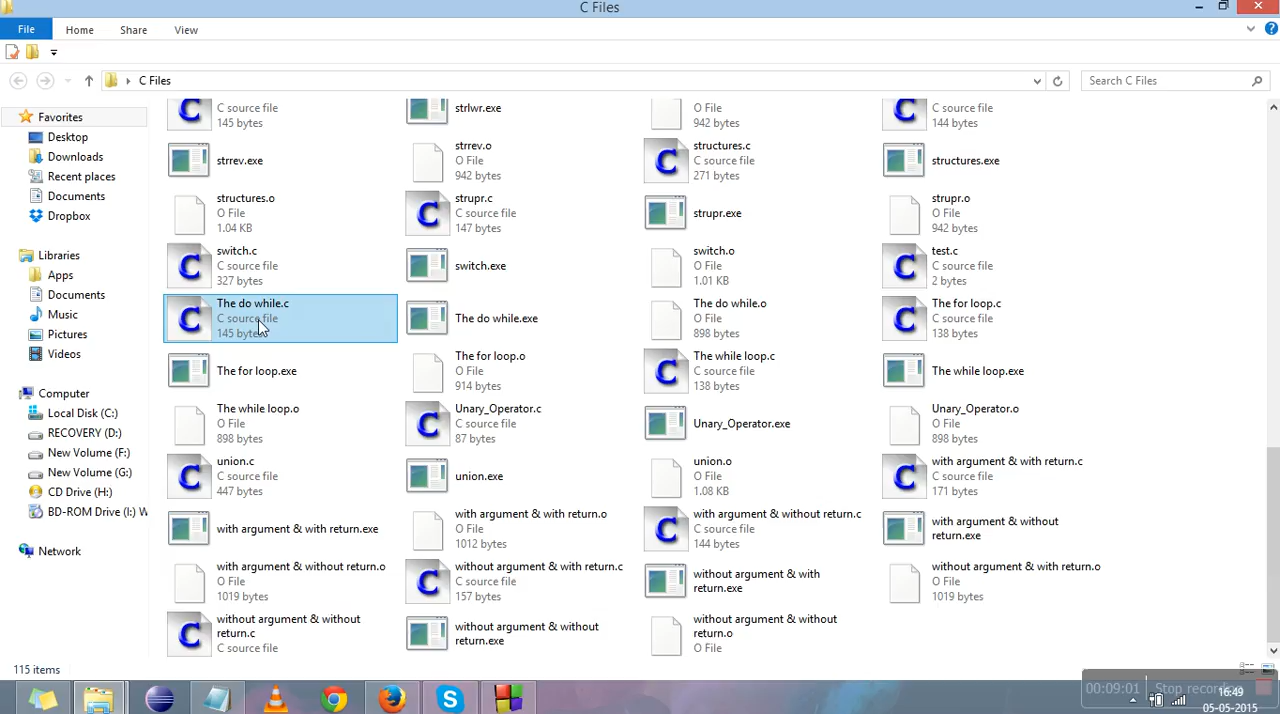 C Files
File Home Share View
C Files
Search C Files
Favorites
Desktop
Downloads
Recent places
Documents
Dropbox
Libraries
Apps
Documents
Music
Pictures
Videos
Computer
Local Disk (C:)
RECOVERY (D:)
New Volume (F:)
New Volume (G:)
CD Drive (H:)
BD-ROM Drive (I:) W
Network
C source file
145 bytes
strlwr.exe
O File
942 bytes
C source file
144 bytes
strrev.exe
strrev.o
O File
942 bytes
structures.c
C source file
271 bytes
structures.exe
structures.o
O File
1.04 KB
strupr.c
C source file
147 bytes
strupr.exe
strupr.o
O File
942 bytes
switch.c
C source file
327 bytes
switch.exe
switch.o
O File
1.01 KB
test.c
C source file
2 bytes
The do while.c
C source file
145 bytes
The do while.exe
The do while.o
O File
898 bytes
The for loop.c
C source file
138 bytes
The for loop.exe
The for loop.o
O File
914 bytes
The while loop.c
C source file
138 bytes
The while loop.exe
The while loop.o
O File
898 bytes
Unary_Operator.c
C source file
87 bytes
Unary_Operator.exe
Unary_Operator.o
O File
898 bytes
union.c
C source file
447 bytes
union.exe
union.o
O File
1.08 KB
with argument & with return.c
C source file
171 bytes
with argument & with return.exe
with argument & with return.o
O File
1012 bytes
with argument & without return.c
C source file
144 bytes
with argument & without
return.exe
with argument & without return.o
O File
1019 bytes
without argument & with return.c
C source file
157 bytes
without argument & with
return.exe
without argument & with return.o
O File
1019 bytes
without argument & without
return.c
C source file
without argument & without
return.exe
without argument & without
return.o
O File
115 items
00:09:01 Stop recording
16:49
05-05-2015